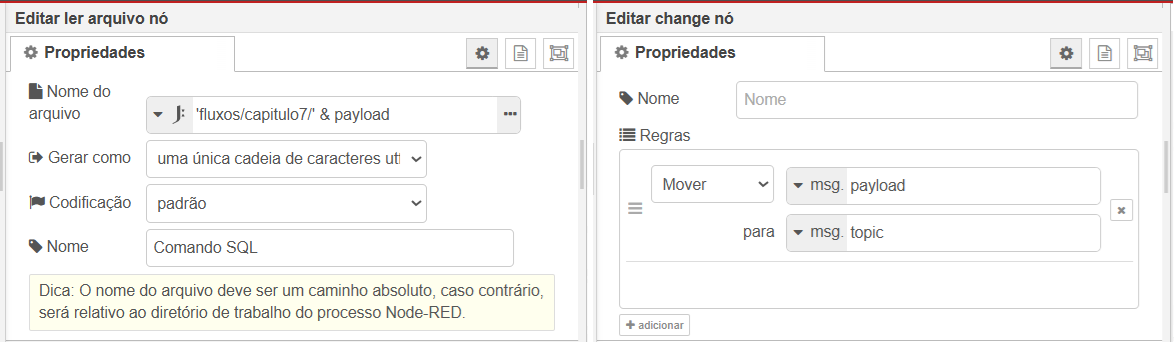 Editar ler arquivo nó
Propriedades
Nome do
arquivo
J: 'fluxos/capitulo7/' & payload
Gerar como
uma única cadeia de caracteres utf
Codificação
padrão
Nome
Comando SQL
Dica: O nome do arquivo deve ser um caminho absoluto, caso contrário,
será relativo ao diretório de trabalho do processo Node-RED.
Editar change nó
Propriedades
Nome
Nome
Regras
Mover
msg. payload
para
msg. topic
adicionar